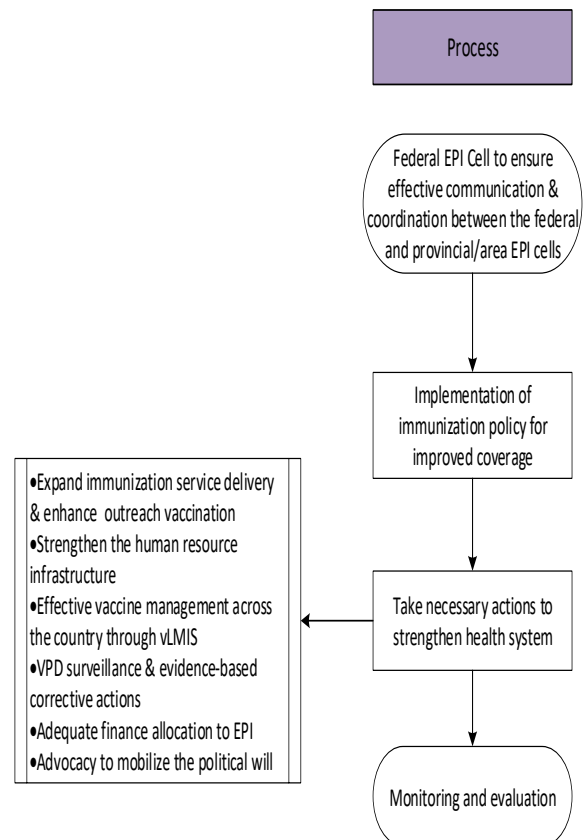 Process
Federal EPI Cell to ensure
effective communication &
coordination between the federal
and provincial/area EPI cells
Implementation of
immunization policy for
improved coverage
•Expand immunization service delivery
& enhance outreach vaccination
•Strengthen the human resource
infrastructure
•Effective vaccine management across
the country through vLMIS
•VPD surveillance & evidence-based
corrective actions
•Adequate finance allocation to EPI
•Advocacy to mobilize the political will
Take necessary actions to
strengthen health system
Monitoring and evaluation